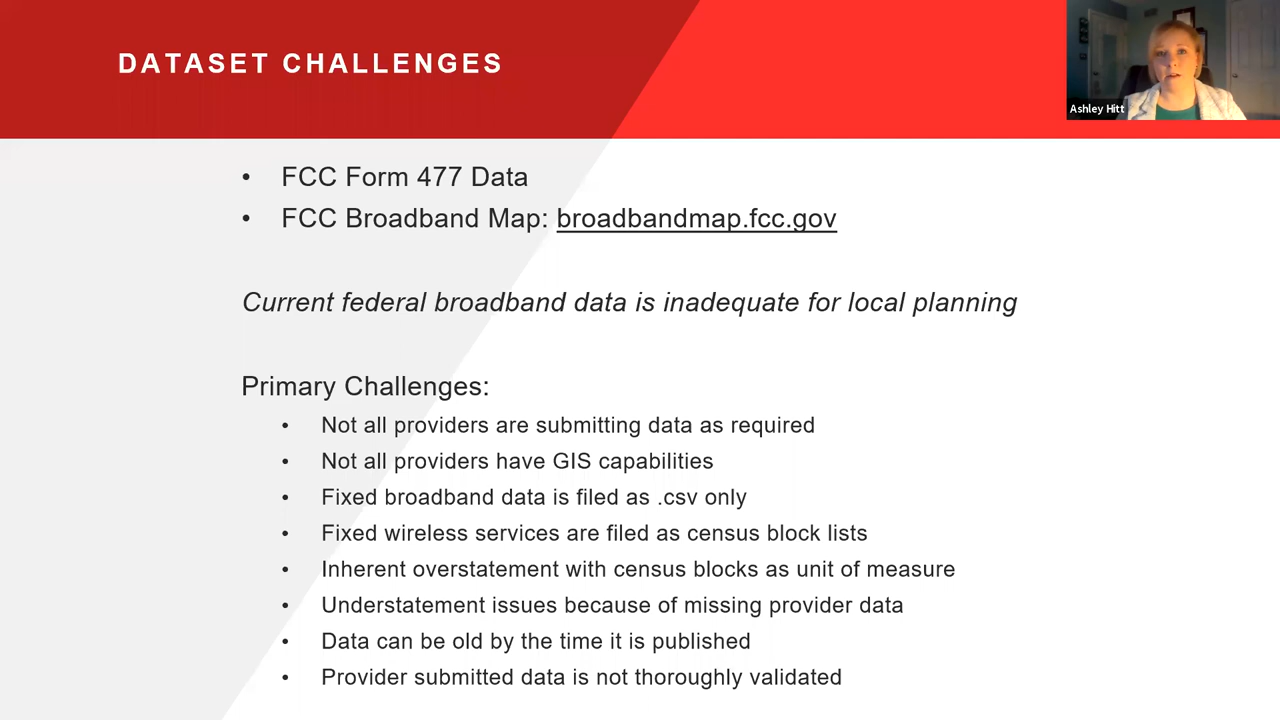 DATASET CHALLENGES
Ashley Hitt
• FCC Form 477 Data
• FCC Broadband Map: broadbandmap.fcc.gov
Current federal broadband data is inadequate for local planning
Primary Challenges:
• Not all providers are submitting data as required
• Not all providers have GIS capabilities
• Fixed broadband data is filed as .csv only
• Fixed wireless services are filed as census block lists
• Inherent overstatement with census blocks as unit of measure
• Understatement issues because of missing provider data
• Data can be old by the time it is published
• Provider submitted data is not thoroughly validated